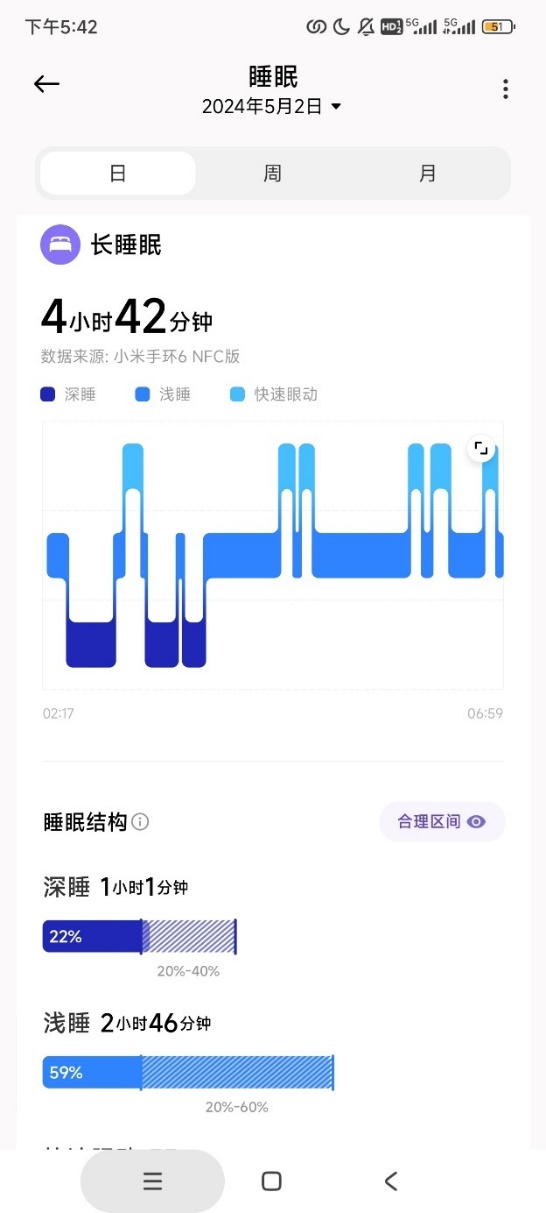 下午5:42
HD 2
5G
5G
51
睡眠
2024年5月2日
日 周 月
长睡眠
4小时42分钟
数据来源: 小米手环6 NFC版
深睡 浅睡 快速眼动
02:17 06:59
睡眠结构
合理区间
深睡 1小时1分钟
22%
20%-40%
浅睡 2小时46分钟
59%
20%-60%